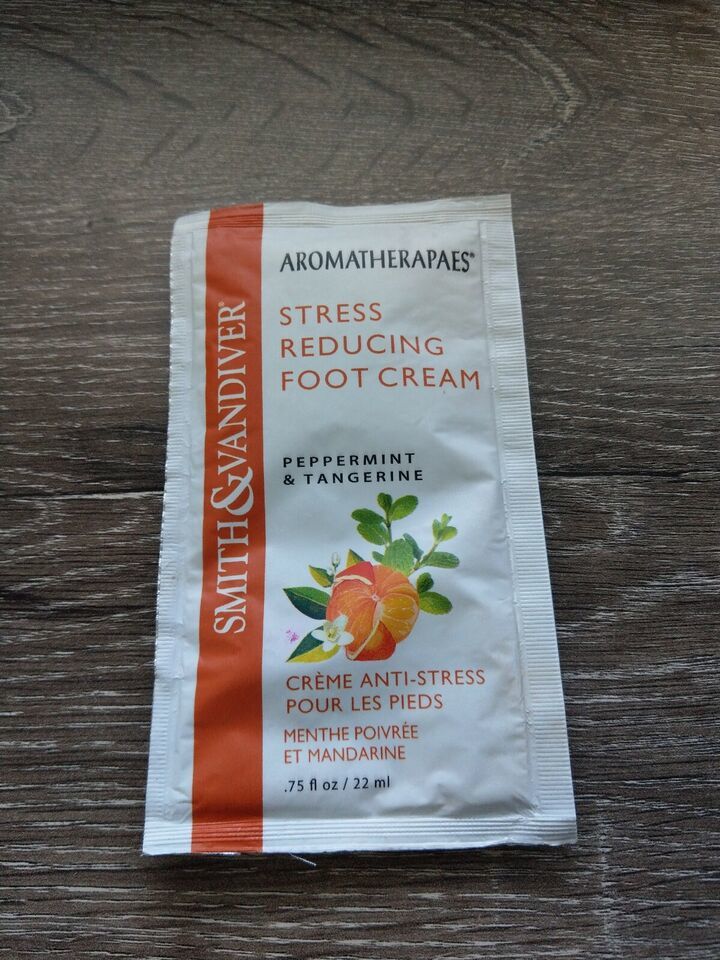 SMITH&VANDIVER®
AROMATHERAPAES®
STRESS
REDUCING
FOOT CREAM
PEPPERMINT
& TANGERINE
CRÈME ANTI-STRESS
POUR LES PIEDS
MENTHE POIVRÉE
ET MANDARINE
.75 fl oz / 22 ml